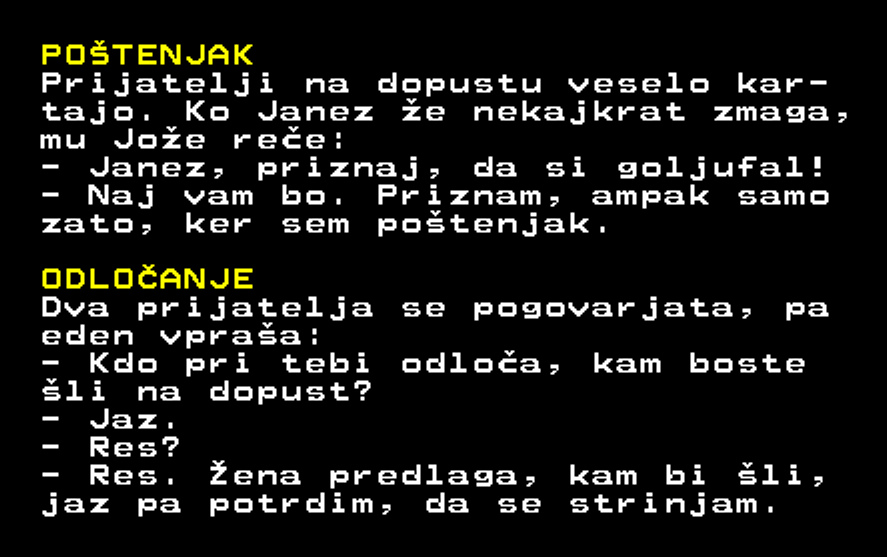 POŠTENJAK
Prijatelji na dopustu veselo kar-
tajo. Ko Janez že nekajkrat zmaga,
mu Jože reče:
- Janez, priznaj, da si goljufal!
- Naj vam bo. Priznam, ampak samo
zato, ker sem poštenjak.
ODLOČANJE
Dva prijatelja se pogovarjata, pa
eden vpraša:
- Kdo pri tebi odloča, kam boste
šli na dopust?
- Jaz.
- Res?
- Res. Žena predlaga, kam bi šli,
jaz pa potrdim, da se strinjam.